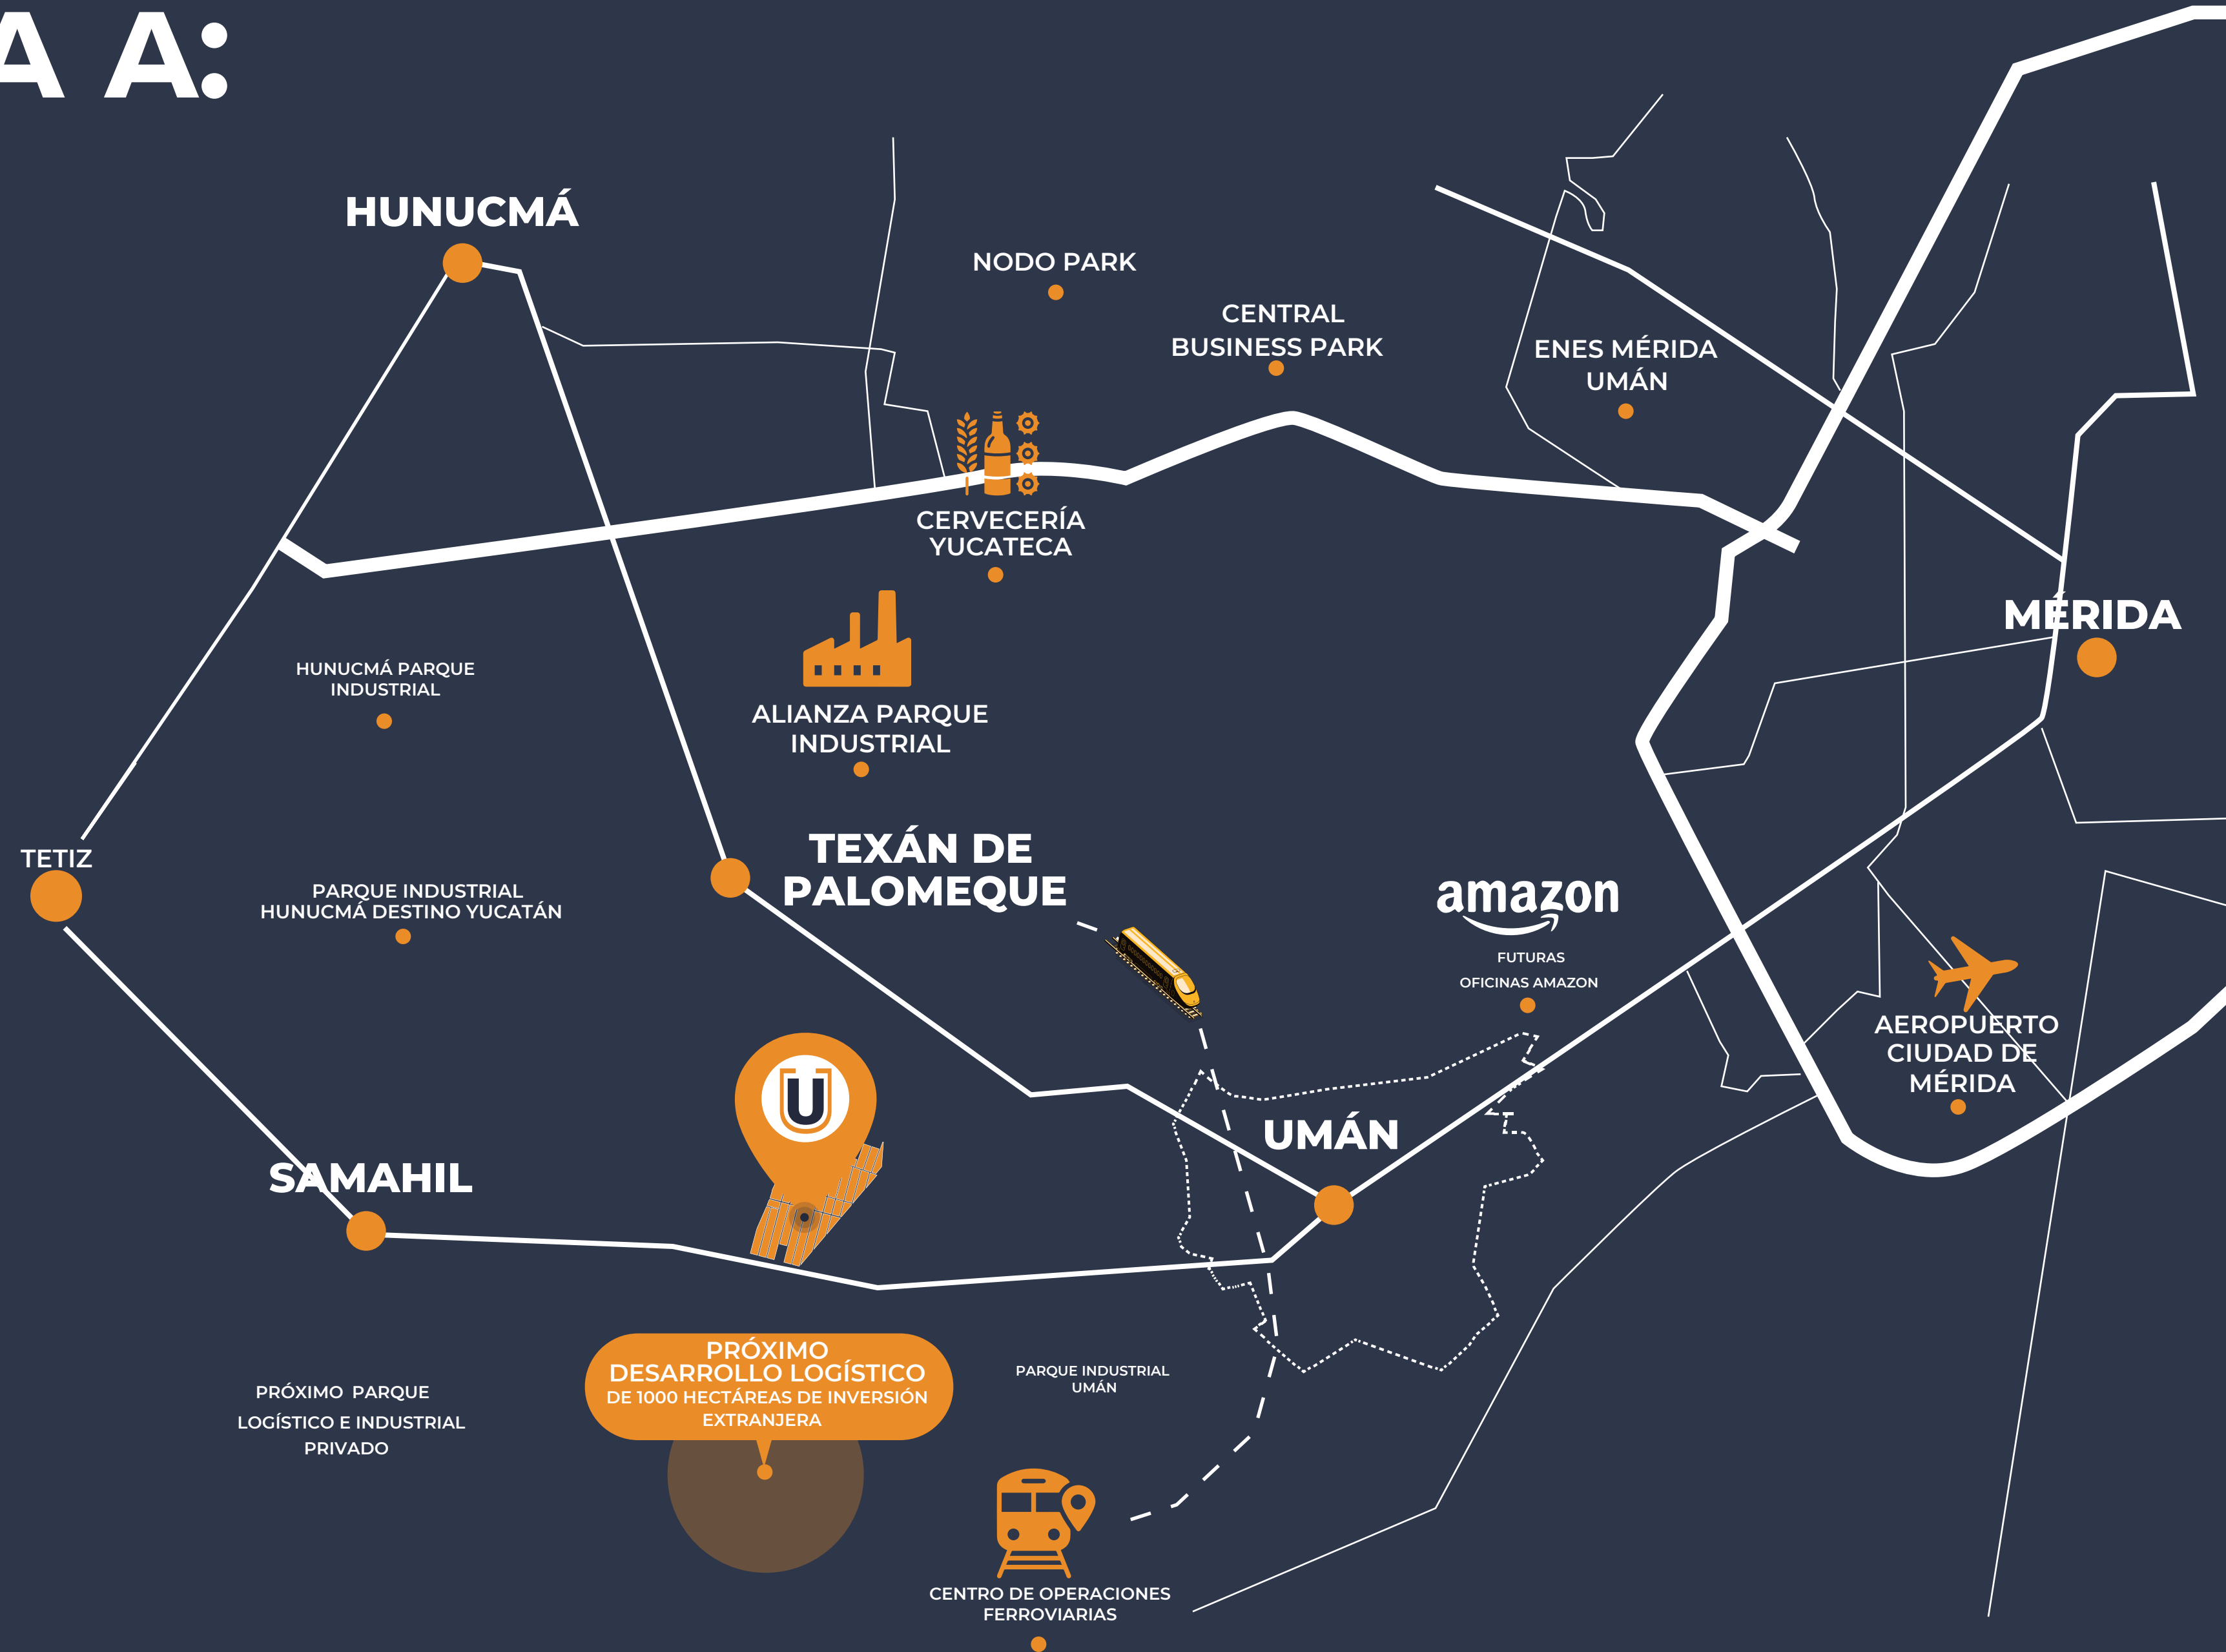 A A:
HUNUCMÁ
NODO PARK
CENTRAL
BUSINESS PARK
ENES MÉRIDA
UMÁN
CERVECERÍA
YUCATECA
MÉRIDA
HUNUCMÁ PARQUE
INDUSTRIAL
ALIANZA PARQUE
INDUSTRIAL
TEXÁN DE
PALOMEQUE
TETIZ
PARQUE INDUSTRIAL
HUNUCMÁ DESTINO YUCATÁN
amazon
FUTURAS
OFICINAS AMAZON
AEROPUERTO
CIUDAD DE
MÉRIDA
U
UMÁN
SAMAHIL
PRÓXIMO
DESARROLLO LOGÍSTICO
DE 1000 HECTÁREAS DE INVERSIÓN
EXTRANJERA
PARQUE INDUSTRIAL
UMÁN
PRÓXIMO PARQUE
LOGÍSTICO E INDUSTRIAL
PRIVADO
CENTRO DE OPERACIONES
FERROVIARIAS